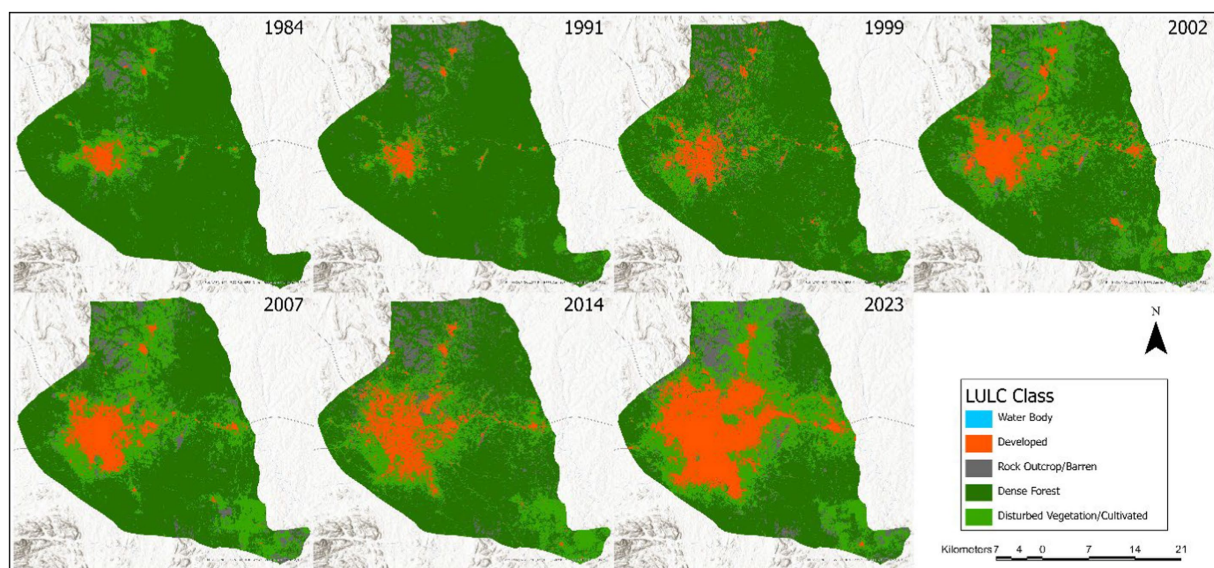 1984
1991
1999
2002
2007
2014
2023
N
LULC Class
Water Body
Developed
Rock Outcrop/Barren
Dense Forest
Disturbed Vegetation/Cultivated
Kilometers
7 4 0 7 14 21